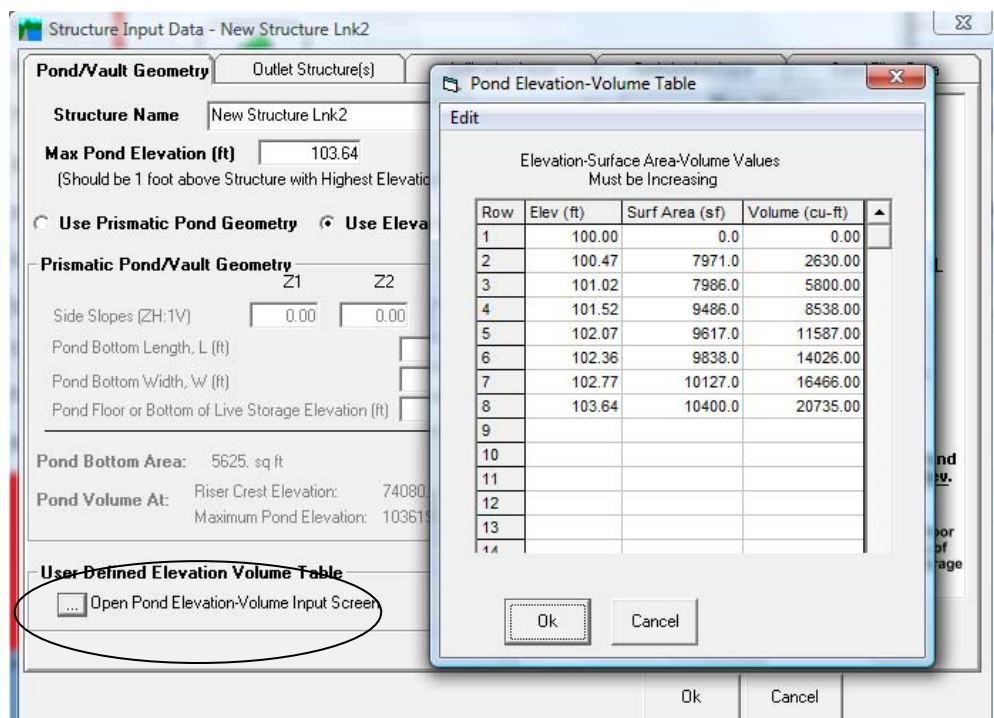 Structure Input Data - New Structure Lnk2
Pond/Vault Geometry Outlet Structure(s)
Structure Name New Structure Lnk2
Max Pond Elevation (ft) 103.64
(Should be 1 foot above Structure with Highest Elevatio
Use Prismatic Pond Geometry Use Eleva
Prismatic Pond/Vault Geometry
Z1 Z2
Side Slopes (ZH:1V) 0.00 0.00
Pond Bottom Length, L (ft)
Pond Bottom Width, W (ft)
Pond Floor or Bottom of Live Storage Elevation (ft)
Pond Bottom Area: 5625. sq ft
Pond Volume At: Riser Crest Elevation: 74080.
Maximum Pond Elevation: 103619
User Defined Elevation Volume Table
... Open Pond Elevation-Volume Input Screen
Pond Elevation-Volume Table
Edit
Elevation-Surface Area-Volume Values
Must be Increasing
Row Elev (ft) Surf Area (sf) Volume (cu-ft)
1 100.00 0.0 0.00
2 100.47 7971.0 2630.00
3 101.02 7986.0 5800.00
4 101.52 9486.0 8538.00
5 102.07 9617.0 11587.00
6 102.36 9838.0 14026.00
7 102.77 10127.0 16466.00
8 103.64 10400.0 20735.00
9
10
11
12
13
14
Ok Cancel
Ok Cancel